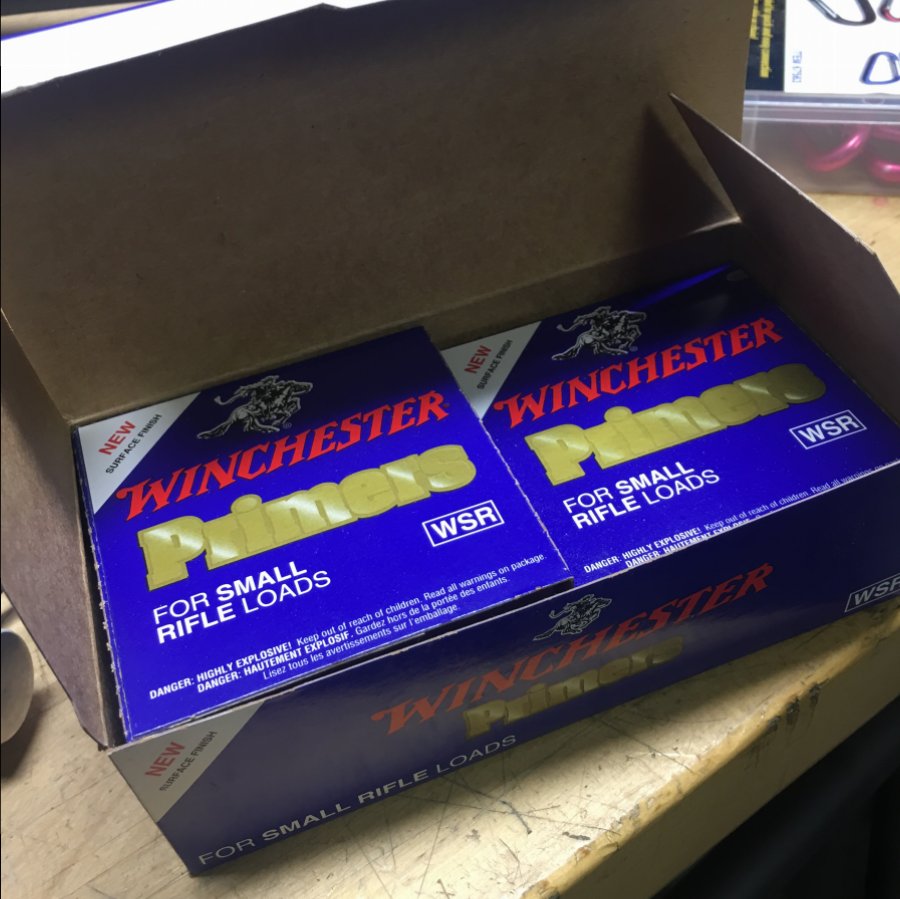 NEW
SURFACE FINISH
WINCHESTER
Primers
WSR
FOR SMALL
RIFLE LOADS
DANGER: HIGHLY EXPLOSIVE! Keep out of reach of children. Read all warnings on package.
DANGER: HAUTEMENT EXPLOSIF. Gardez hors de la portée des enfants.
Lisez tous les avertissements sur l'emballage.
NEW
SURFACE FINISH
WINCHESTER
Primers
WSR
FOR SMALL
RIFLE LOADS
DANGER: HIGHLY EXPLOSIVE! Keep out of reach of children. Read all warnings on
DANGER: HAUTEMENT EXPLOSIF.
NEW
SURFACE FINISH
WINCHESTER
Primers
WSR
FOR SMALL RIFLE LOADS